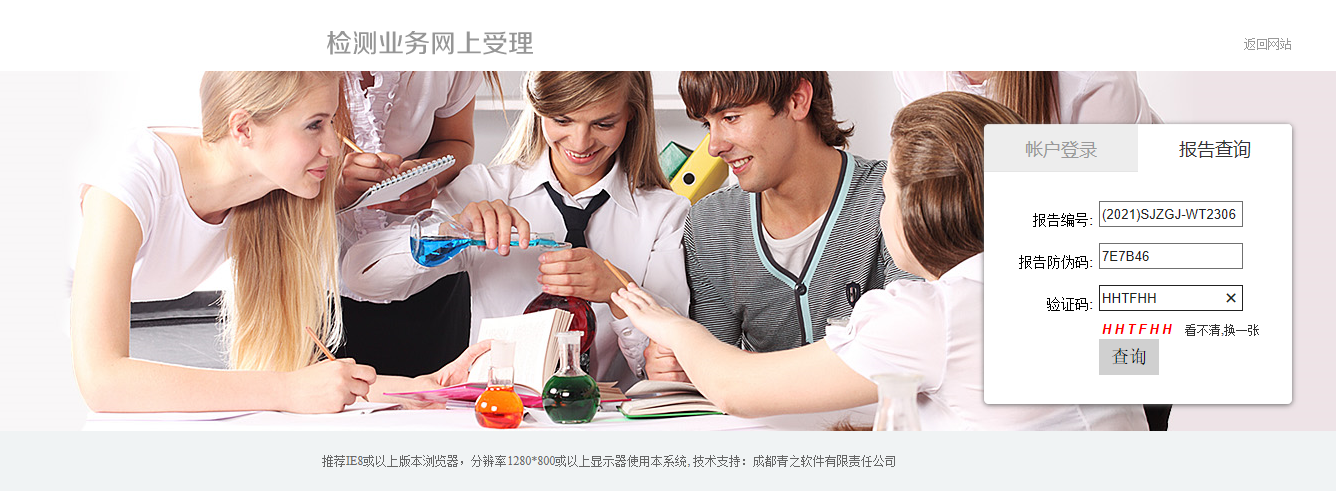 检测业务网上受理
返回网站
帐户登录
报告查询
报告编号: (2021)SJZGJ-WT2306
报告防伪码: 7E7B46
验证码: HHTFHH
HHTFHH 看不清,换一张
查询
推荐IE8或以上版本浏览器，分辨率1280*800或以上显示器使用本系统,技术支持：成都青之软件有限责任公司